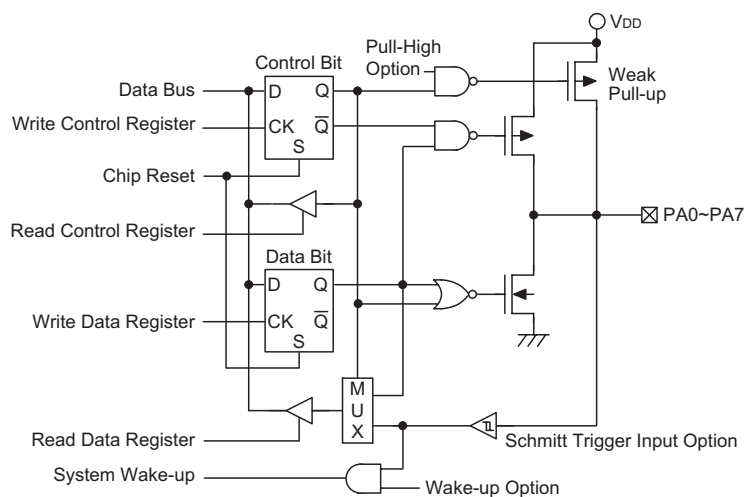 VDD
Pull-High
Option
Control Bit
Weak
Pull-up
Data Bus
D Q
Write Control Register
CK Q
S
Chip Reset
Read Control Register
PA0~PA7
Data Bit
D Q
Write Data Register
CK Q
S
M
U
X
Read Data Register
Schmitt Trigger Input Option
System Wake-up
Wake-up Option